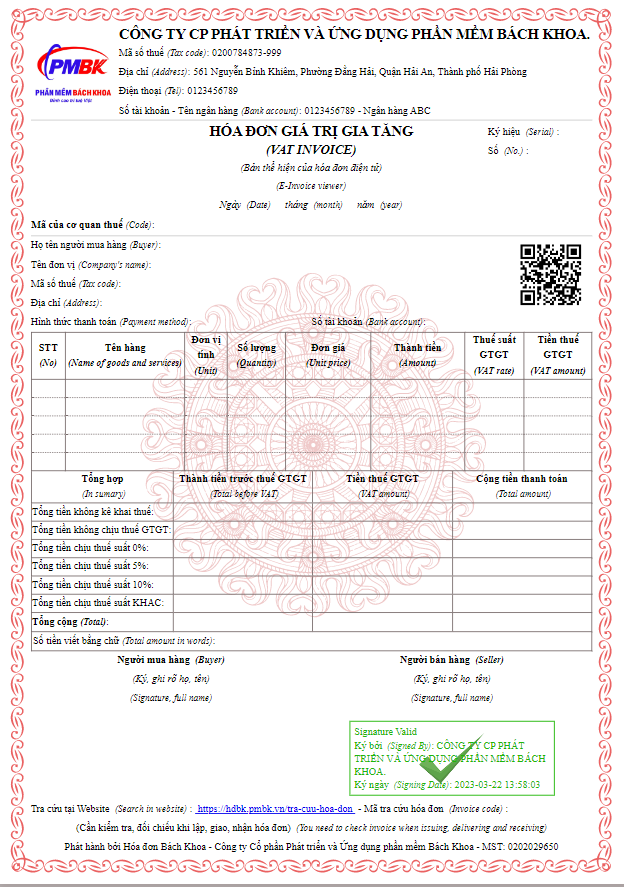 CÔNG TY CP PHÁT TRIỂN VÀ ỨNG DỤNG PHẦN MỀM BÁCH KHOA.
Mã số thuế (Tax code): 0200784873-999
PMBK
Địa chỉ (Address): 561 Nguyễn Bỉnh Khiêm, Phường Đằng Hải, Quận Hải An, Thành phố Hải Phòng
Điện thoại (Tel): 0123456789
PHẦN MỀM BÁCH KHOA
Đỉnh cao trí tuệ Việt
Số tài khoản - Tên ngân hàng (Bank account): 0123456789 - Ngân hàng ABC
HÓA ĐƠN GIÁ TRỊ GIA TĂNG
Ký hiệu (Serial) :
(VAT INVOICE)
Số (No.) :
(Bản thể hiện của hóa đơn điện tử)
(E-Invoice viewer)
Ngày (Date) tháng (month) năm (year)
Mã của cơ quan thuế (Code):
Họ tên người mua hàng (Buyer):
Tên đơn vị (Company's name):
Mã số thuế (Tax code):
Địa chỉ (Address):
Hình thức thanh toán (Payment method): Số tài khoản (Bank account):
STT (No) Tên hàng (Name of goods and services) Đơn vị tính (Unit) Số lượng (Quantity) Đơn giá (Unit price) Thành tiền (Amount) Thuế suất GTGT (VAT rate) Tiền thuế GTGT (VAT amount)
Tổng hợp Thành tiền trước thuế GTGT Tiền thuế GTGT Cộng tiền thanh toán
(In sumary) (Total before VAT) (VAT amount) (Total amount)
Tổng tiền không kê khai thuế:
Tổng tiền không chịu thuế GTGT:
Tổng tiền chịu thuế suất 0%:
Tổng tiền chịu thuế suất 5%:
Tổng tiền chịu thuế suất 10%:
Tổng tiền chịu thuế suất KHAC:
Tổng cộng (Total):
Số tiền viết bằng chữ (Total amount in words):
Người mua hàng (Buyer) Người bán hàng (Seller)
(Ký, ghi rõ họ, tên) (Ký, ghi rõ họ, tên)
(Signature, full name) (Signature, full name)
Signature Valid
Ký bởi (Signed By): CÔNG TY CP PHÁT
TRIỂN VÀ ỨNG DỤNG PHẦN MỀM BÁCH
KHOA.
Ký ngày (Signing Date): 2023-03-22 13:58:03
Tra cứu tại Website (Search in website) : https://hdbk.pmbk.vn/tra-cuu-hoa-don - Mã tra cứu hóa đơn (Invoice code) :
(Cần kiểm tra, đối chiếu khi lập, giao, nhận hóa đơn) (You need to check invoice when issuing, delivering and receiving)
Phát hành bởi Hóa đơn Bách Khoa - Công ty Cổ phần Phát triển và Ứng dụng phần mềm Bách Khoa - MST: 0202029650